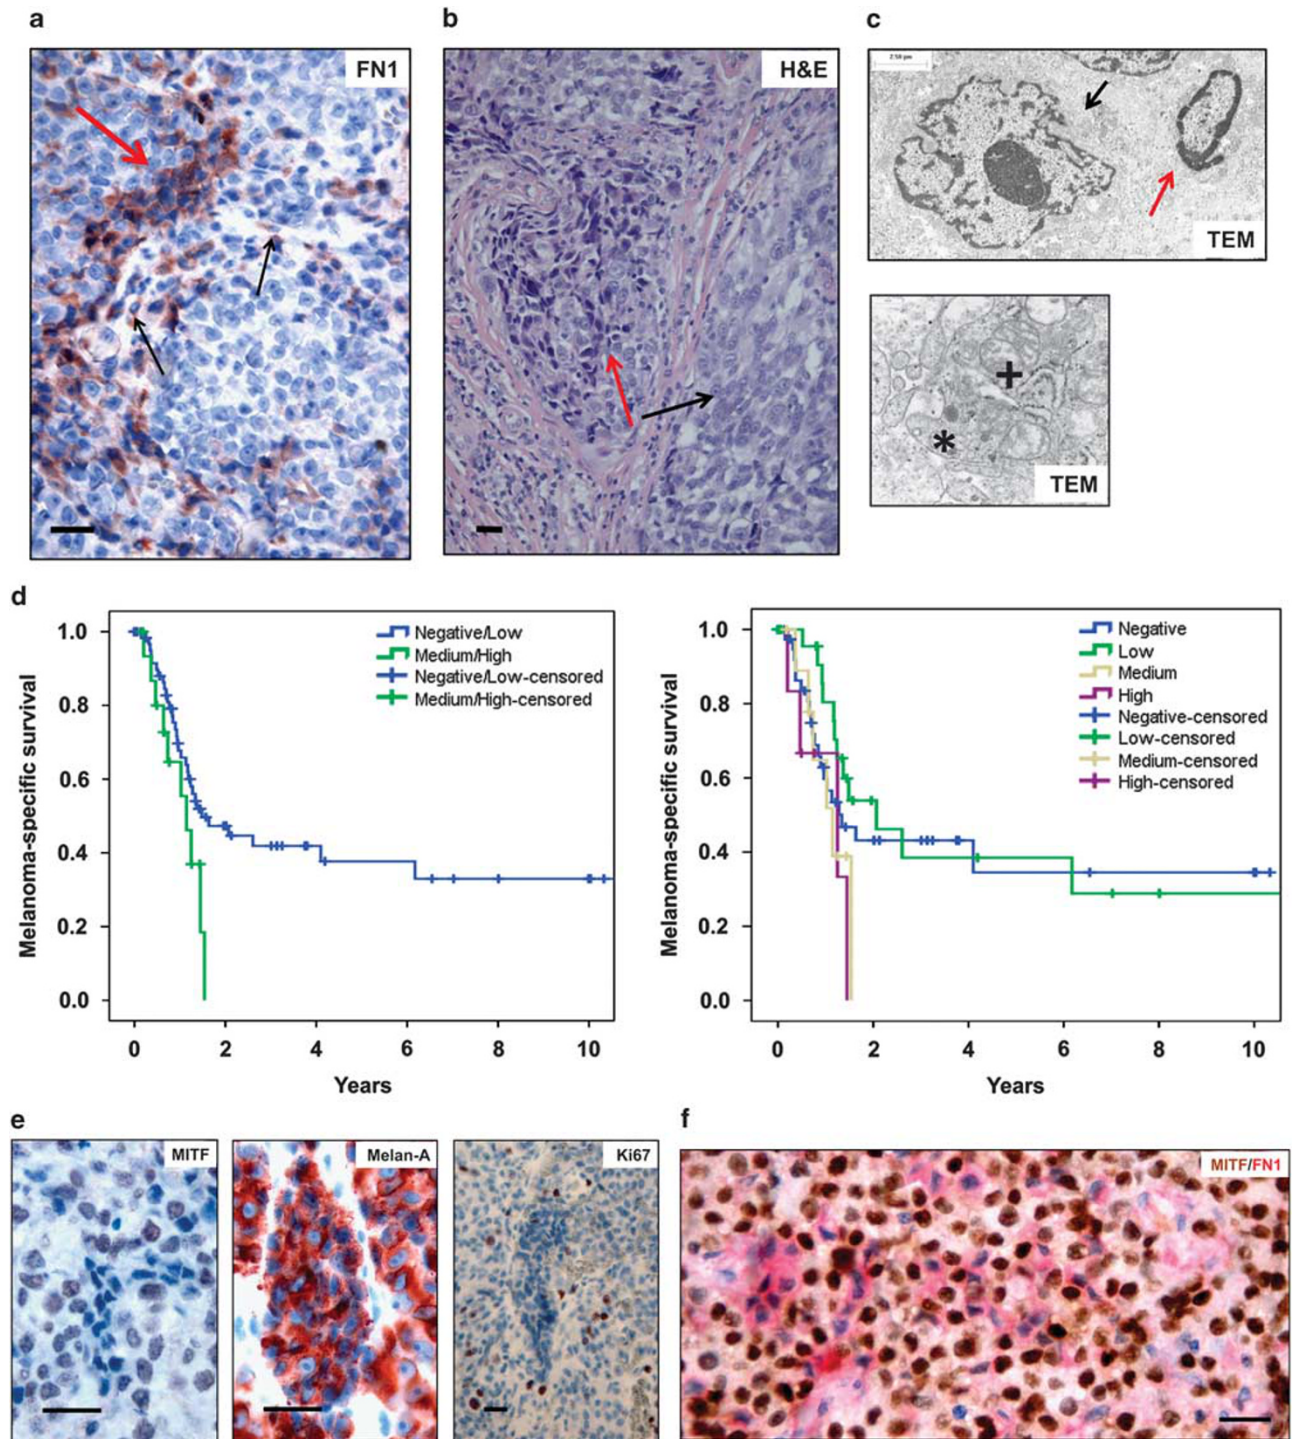 a
b
c
FN1
H&E
2.50 µm
TEM
+
*
TEM
d
Melanoma-specific survival
1.0
0.8
0.6
0.4
0.2
0.0
0 2 4 6 8 10
Years
Negative/Low
Medium/High
Negative/Low-censored
Medium/High-censored
Melanoma-specific survival
1.0
0.8
0.6
0.4
0.2
0.0
0 2 4 6 8 10
Years
Negative
Low
Medium
High
Negative-censored
Low-censored
Medium-censored
High-censored
e
f
MITF
Melan-A
Ki67
MITF/FN1